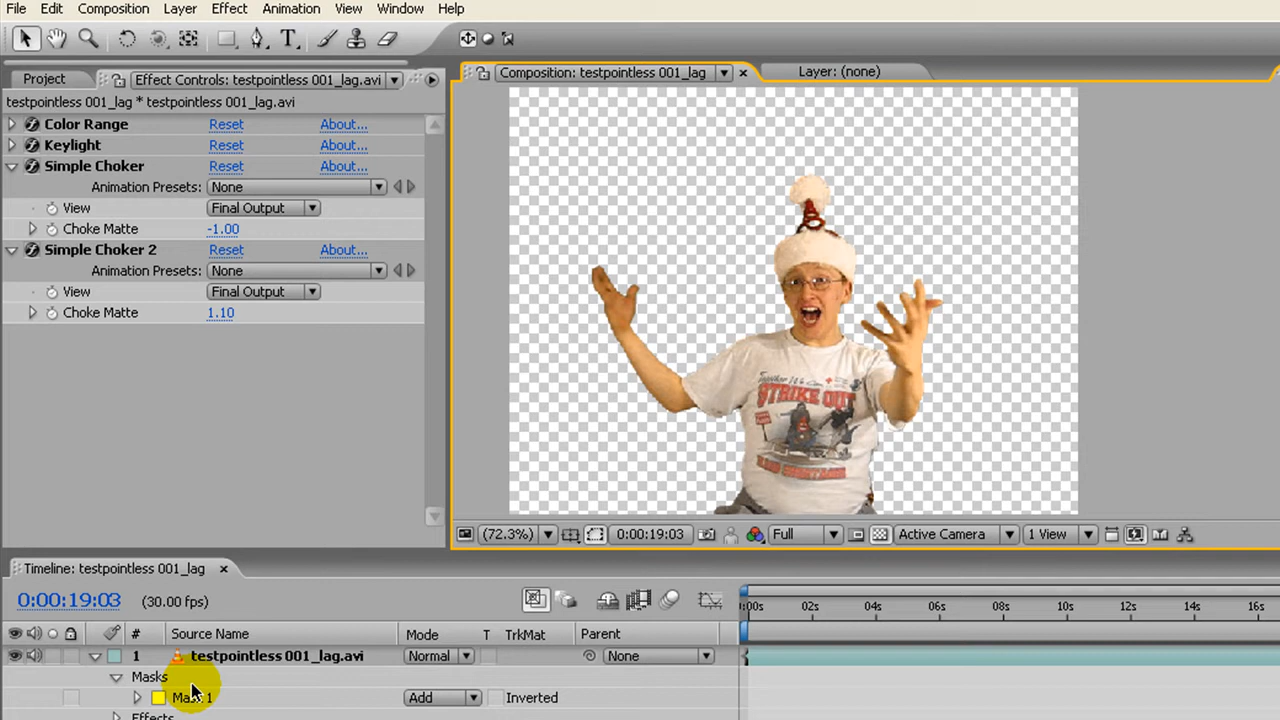 File Edit Composition Layer Effect Animation View Window Help
Project Effect Controls: testpointless 001_lag.avi
Composition: testpointless 001_lag
Layer: (none)
testpointless 001_lag * testpointless 001_lag.avi
Color Range Reset About...
Keylight Reset About...
Simple Choker Reset About...
Animation Presets: None
View Final Output
Choke Matte -1.00
Simple Choker 2 Reset About...
Animation Presets: None
View Final Output
Choke Matte 1.10
STRIKE OUT
(72.3%) 0:00:19:03 Full Active Camera 1 View
Timeline: testpointless 001_lag
0:00:19:03 (30.00 fps)
:00s 02s 04s 06s 08s 10s 12s 14s 16s
# Source Name Mode T TrkMat Parent
1 testpointless 001_lag.avi Normal None
Masks
Mask 1 Add Inverted
Effects